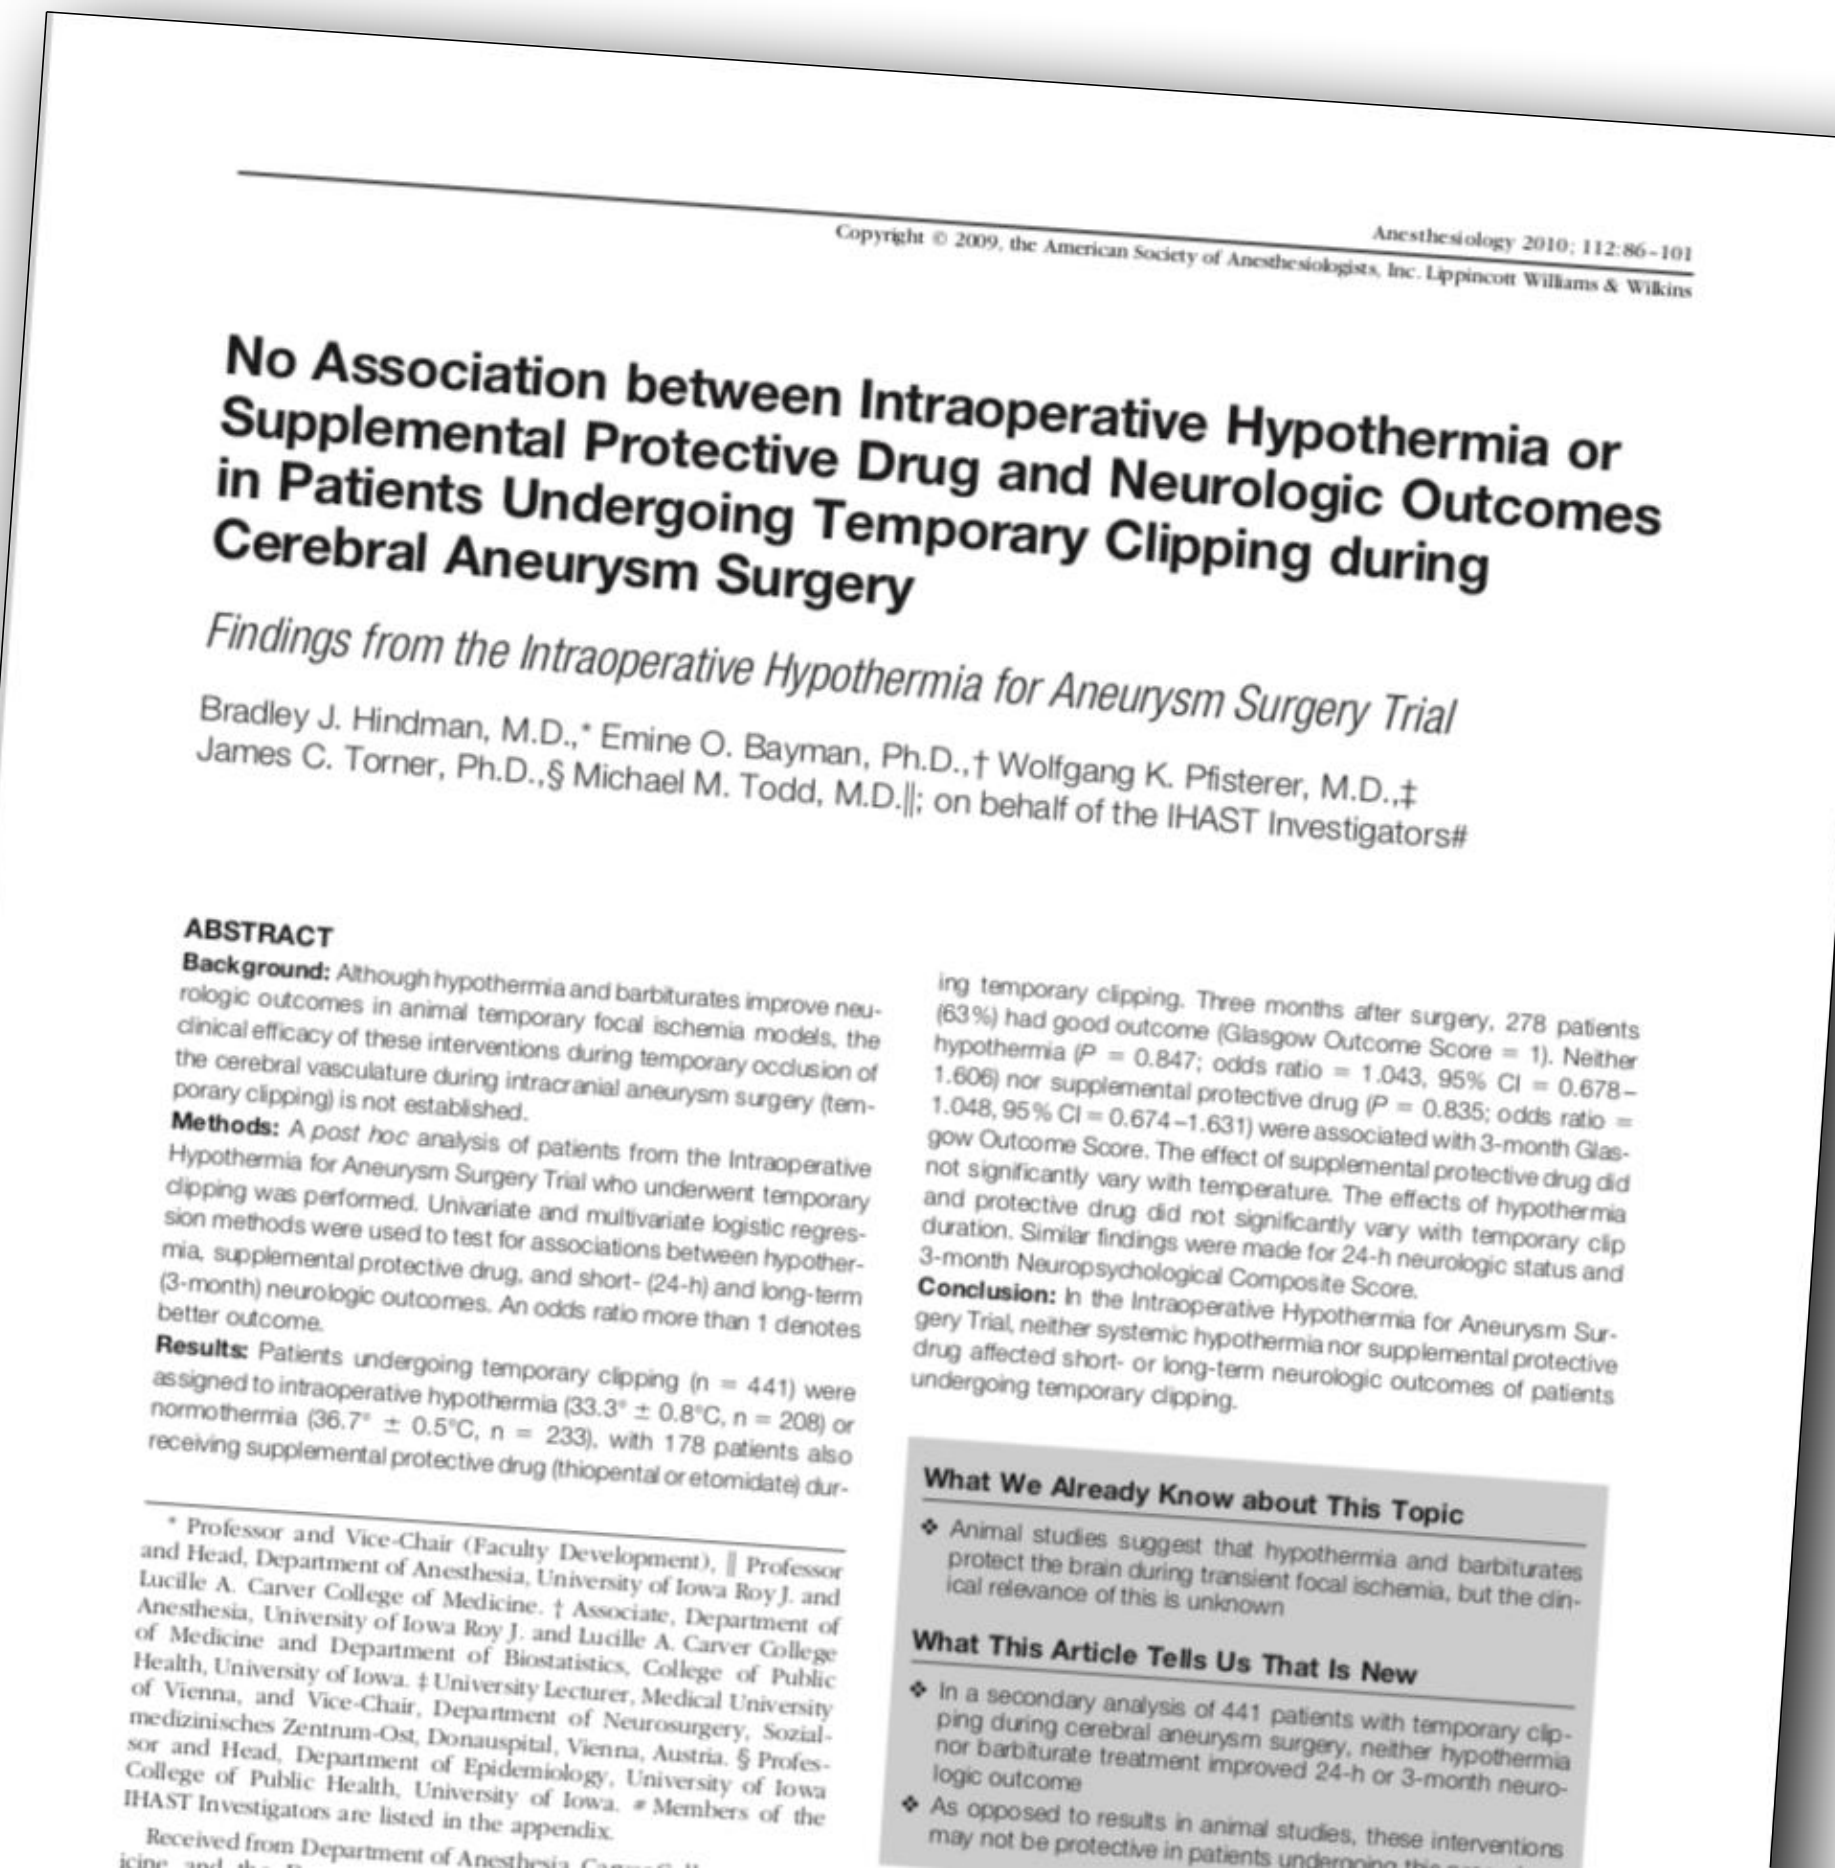 Anesthesiology 2010; 112:86–101
Copyright © 2009, the American Society of Anesthesiologists, Inc. Lippincott Williams & Wilkins
No Association between Intraoperative Hypothermia or
Supplemental Protective Drug and Neurologic Outcomes
in Patients Undergoing Temporary Clipping during
Cerebral Aneurysm Surgery
Findings from the Intraoperative Hypothermia for Aneurysm Surgery Trial
Bradley J. Hindman, M.D.,* Emine O. Bayman, Ph.D.,† Wolfgang K. Pfisterer, M.D.,‡
James C. Torner, Ph.D.,§ Michael M. Todd, M.D.‖; on behalf of the IHAST Investigators#
ABSTRACT
Background: Although hypothermia and barbiturates improve neu-
rologic outcomes in animal temporary focal ischemia models, the
clinical efficacy of these interventions during temporary occlusion of
the cerebral vasculature during intracranial aneurysm surgery (tem-
porary clipping) is not established.
Methods: A post hoc analysis of patients from the Intraoperative
Hypothermia for Aneurysm Surgery Trial who underwent temporary
clipping was performed. Univariate and multivariate logistic regres-
sion methods were used to test for associations between hypother-
mia, supplemental protective drug, and short- (24-h) and long-term
(3-month) neurologic outcomes. An odds ratio more than 1 denotes
better outcome.
Results: Patients undergoing temporary clipping (n = 441) were
assigned to intraoperative hypothermia (33.3° ± 0.8°C, n = 208) or
normothermia (36.7° ± 0.5°C, n = 233), with 178 patients also
receiving supplemental protective drug (thiopental or etomidate) dur-
* Professor and Vice-Chair (Faculty Development), ‖ Professor
and Head, Department of Anesthesia, University of Iowa Roy J. and
Lucille A. Carver College of Medicine. † Associate, Department of
Anesthesia, University of Iowa Roy J. and Lucille A. Carver College
of Medicine and Department of Biostatistics, College of Public
Health, University of Iowa. ‡ University Lecturer, Medical University
of Vienna, and Vice-Chair, Department of Neurosurgery, Sozial-
medizinisches Zentrum-Ost, Donauspital, Vienna, Austria. § Profes-
sor and Head, Department of Epidemiology, University of Iowa
College of Public Health, University of Iowa. # Members of the
IHAST Investigators are listed in the appendix.
Received from Department of Anesthesia,
ing temporary clipping. Three months after surgery, 278 patients
(63%) had good outcome (Glasgow Outcome Score = 1). Neither
hypothermia (P = 0.847; odds ratio = 1.043, 95% CI = 0.678–
1.606) nor supplemental protective drug (P = 0.835; odds ratio =
1.048, 95% CI = 0.674–1.631) were associated with 3-month Glas-
gow Outcome Score. The effect of supplemental protective drug did
not significantly vary with temperature. The effects of hypothermia
and protective drug did not significantly vary with temporary clip
duration. Similar findings were made for 24-h neurologic status and
3-month Neuropsychological Composite Score.
Conclusion: In the Intraoperative Hypothermia for Aneurysm Sur-
gery Trial, neither systemic hypothermia nor supplemental protective
drug affected short- or long-term neurologic outcomes of patients
undergoing temporary clipping.
What We Already Know about This Topic
❖ Animal studies suggest that hypothermia and barbiturates
protect the brain during transient focal ischemia, but the clin-
ical relevance of this is unknown
What This Article Tells Us That Is New
❖ In a secondary analysis of 441 patients with temporary clip-
ping during cerebral aneurysm surgery, neither hypothermia
nor barbiturate treatment improved 24-h or 3-month neuro-
logic outcome
❖ As opposed to results in animal studies, these interventions
may not be protective in patients undergoing this